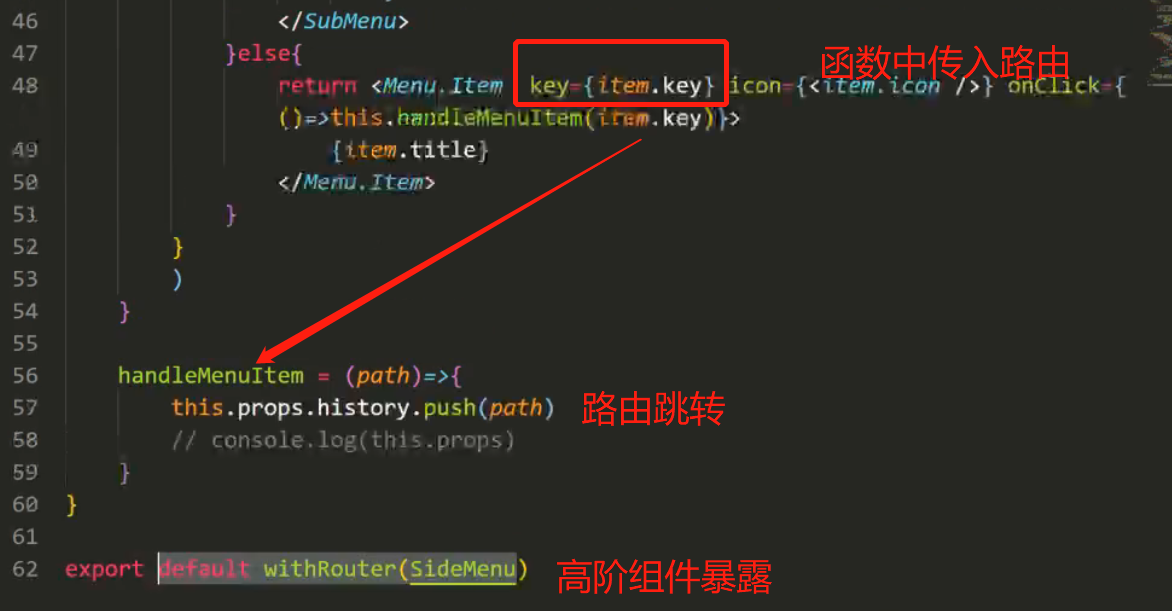 46 </SubMenu>
47 }else{
函数中传入路由
48 return <Menu.Item key={item.key} icon={<item.icon />} onClick={
()=>this.handleMenuItem(item.key)}>
49 {item.title}
50 </Menu.Item>
51 }
52 }
53 )
54 }
55
56 handleMenuItem = (path)=>{
57 this.props.history.push(path) 路由跳转
58 // console.log(this.props)
59 }
60 }
61
62 export default withRouter(SideMenu) 高阶组件暴露